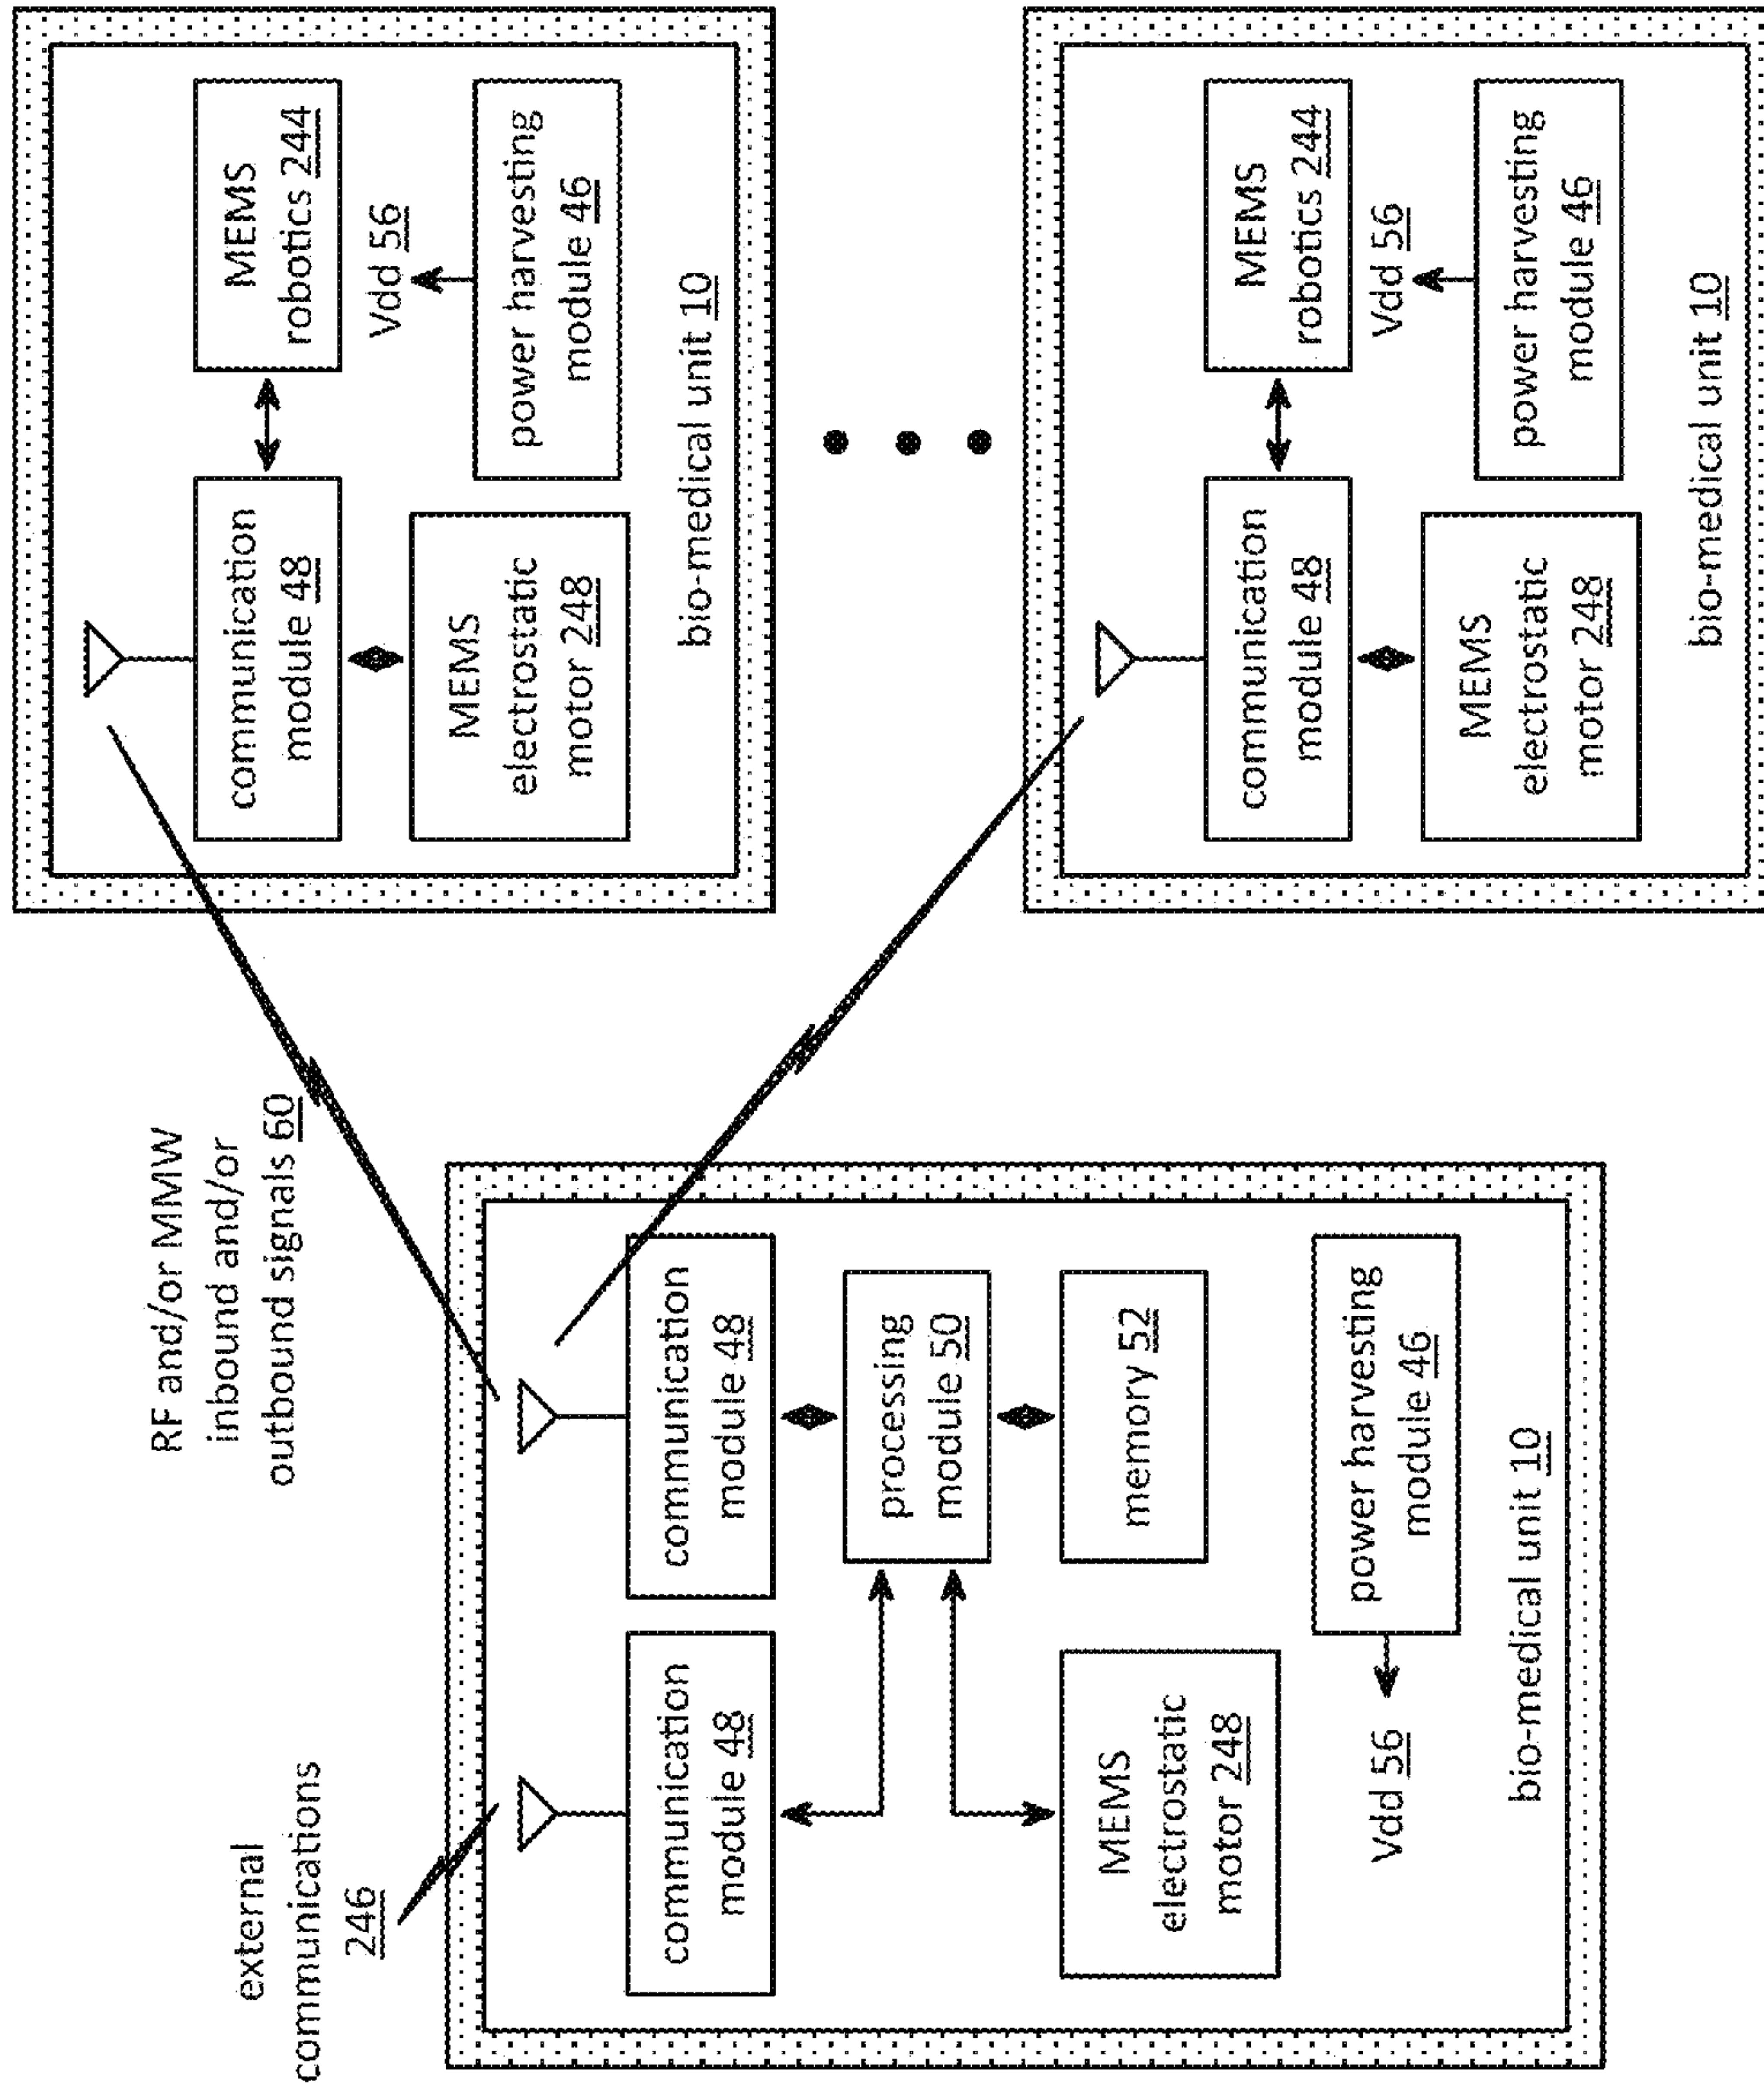 external
communications
246
RF and/or MMW
inbound and/or
outbound signals 60
communication
module 48
communication
module 48
processing
module 50
memory 52
MEMS
electrostatic
motor 248
Vdd 56
power harvesting
module 46
bio-medical unit 10
communication
module 48
MEMS
robotics 244
MEMS
electrostatic
motor 248
Vdd 56
power harvesting
module 46
bio-medical unit 10
communication
module 48
MEMS
robotics 244
MEMS
electrostatic
motor 248
Vdd 56
power harvesting
module 46
bio-medical unit 10